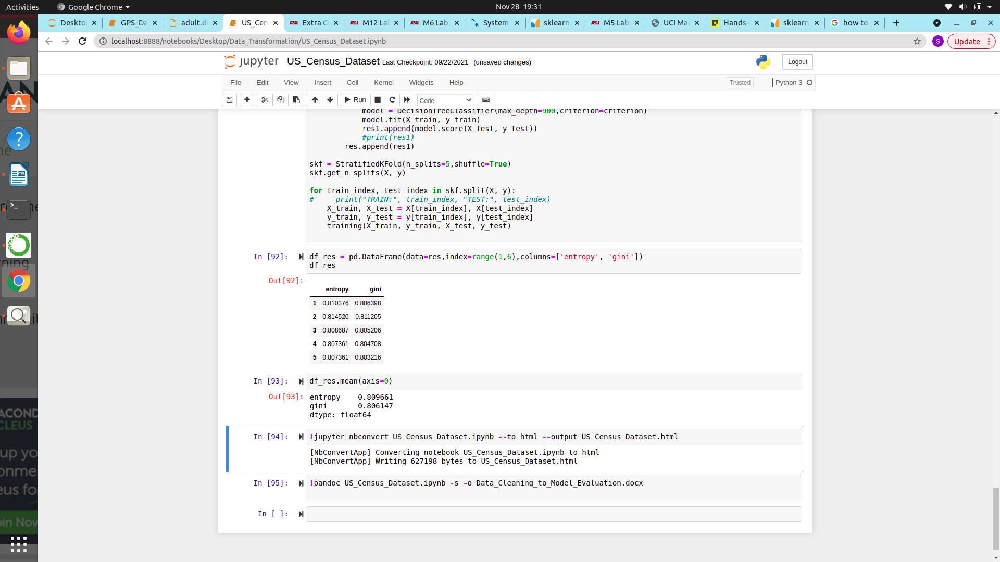 Activities
Google Chrome
Nov 28 19:31
Deskto
GPS_Da
adult.d
US_Cen
Extra C
M12 La
M6 Lab
System
sklearn
M5 Lab
UCI Ma
Hands-
sklearn
how to
localhost:8888/notebooks/Desktop/Data_Transformation/US_Census_Dataset.ipynb
S
Update
jupyter
US_Census_Dataset Last Checkpoint: 09/22/2021 (unsaved changes)
Logout
File Edit View Insert Cell Kernel Widgets Help
Trusted
Python 3
Run
Code
model = DecisionTreeClassifier(max_depth=900,criterion=criterion)
model.fit(X_train, y_train)
res1.append(model.score(X_test, y_test))
#print(res1)
res.append(res1)
skf = StratifiedKFold(n_splits=5,shuffle=True)
skf.get_n_splits(X, y)
for train_index, test_index in skf.split(X, y):
#     print("TRAIN:", train_index, "TEST:", test_index)
X_train, X_test = X[train_index], X[test_index]
y_train, y_test = y[train_index], y[test_index]
training(X_train, y_train, X_test, y_test)
In [92]: df_res = pd.DataFrame(data=res,index=range(1,6),columns=['entropy', 'gini'])
df_res
Out[92]:
entropy gini
1 0.810376 0.806398
2 0.814520 0.811205
3 0.808687 0.805206
4 0.807361 0.804708
5 0.807361 0.803216
In [93]: df_res.mean(axis=0)
Out[93]: entropy    0.809661
gini       0.806147
dtype: float64
In [94]: !jupyter nbconvert US_Census_Dataset.ipynb --to html --output US_Census_Dataset.html
[NbConvertApp] Converting notebook US_Census_Dataset.ipynb to html
[NbConvertApp] Writing 627198 bytes to US_Census_Dataset.html
In [95]: !pandoc US_Census_Dataset.ipynb -s -o Data_Cleaning_to_Model_Evaluation.docx
In [ ]: